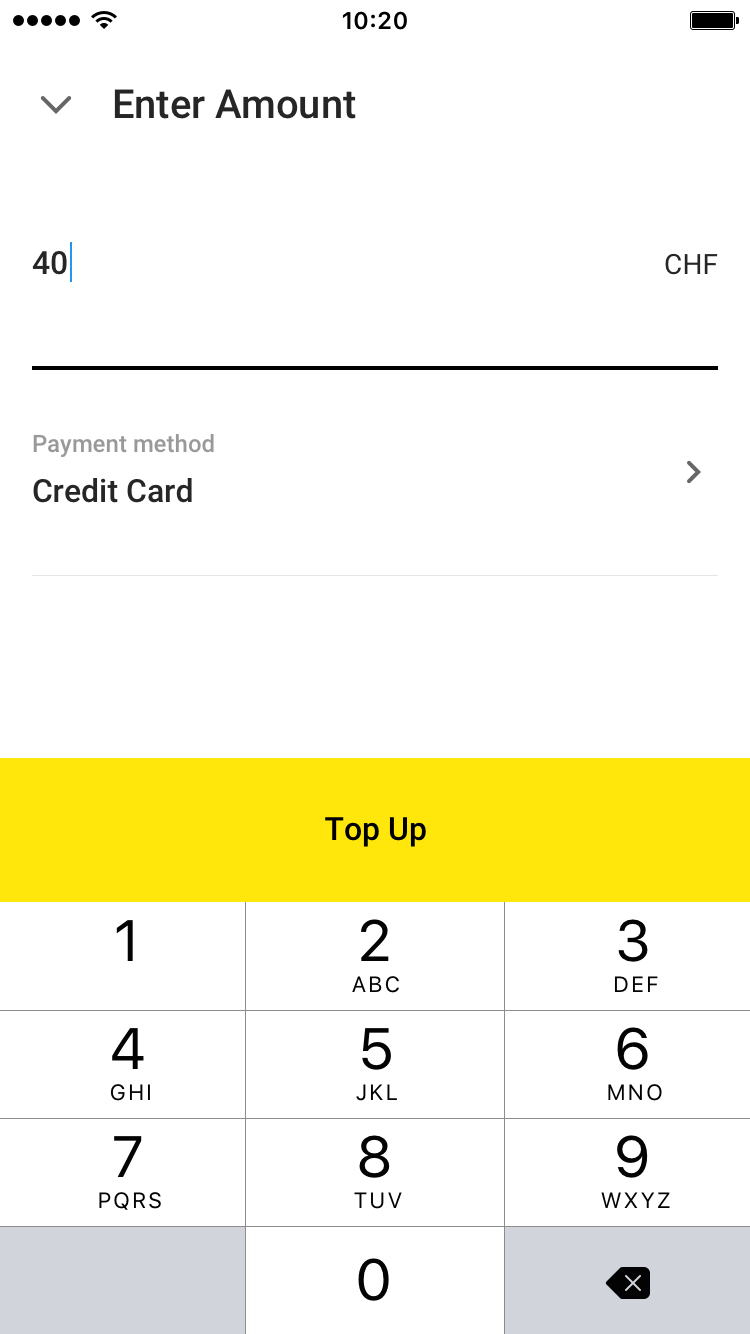 10:20
Enter Amount
40
CHF
Payment method
Credit Card
Top Up
1
2
3
ABC
DEF
4
5
6
GHI
JKL
MNO
7
8
9
PQRS
TUV
WXYZ
0